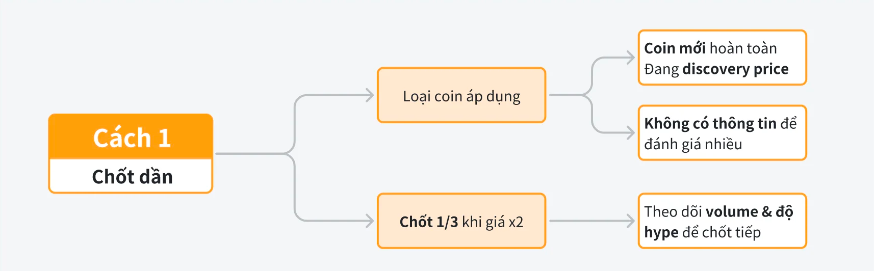 Cách 1
Chốt dần
Loại coin áp dụng
Coin mới hoàn toàn
Đang discovery price
Không có thông tin để
đánh giá nhiều
Chốt 1/3 khi giá x2
Theo dõi volume & độ
hype để chốt tiếp